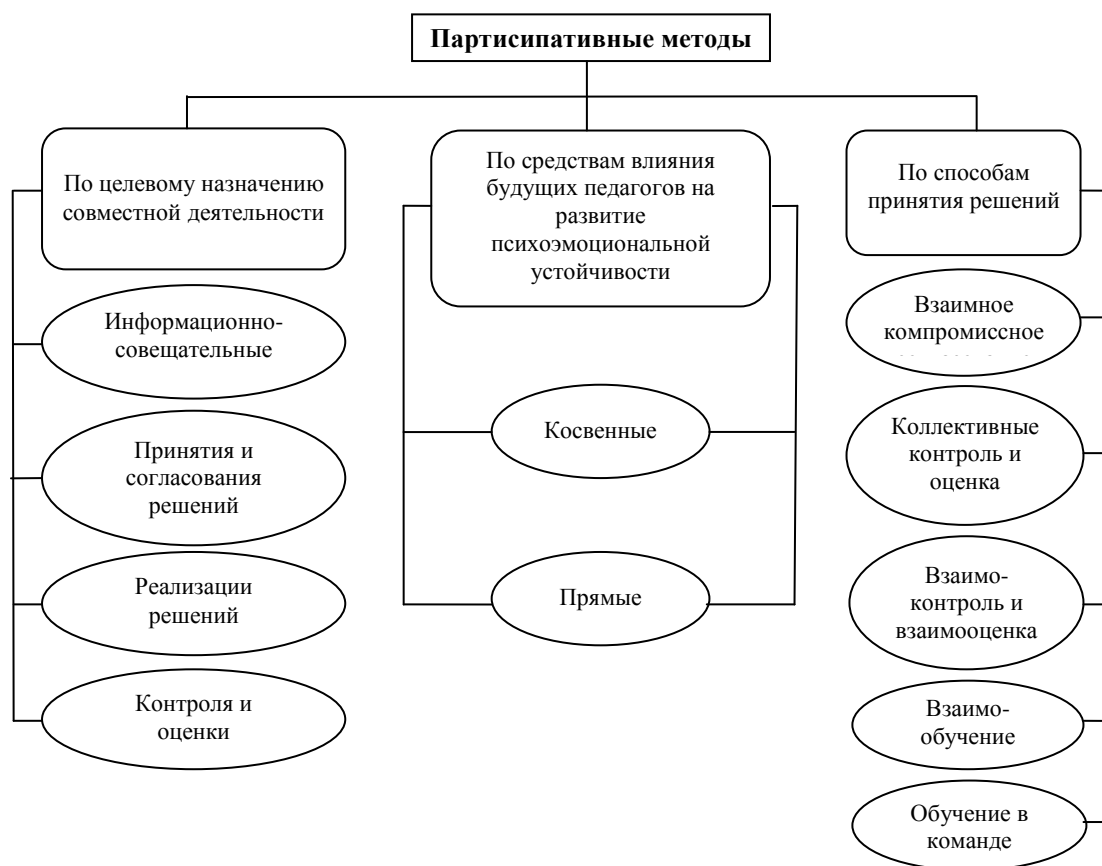 Партисипативные методы
По целевому назначению
совместной деятельности
Информационно-
совещательные
Принятия и
согласования
решений
Реализации
решений
Контроля и
оценки
По средствам влияния
будущих педагогов на
развитие
психоэмоциональной
устойчивости
Косвенные
Прямые
По способам
принятия решений
Взаимное
компромиссное
Коллективные
контроль и
оценка
Взаимо-
контроль и
взаимооценка
Взаимо-
обучение
Обучение в
команде